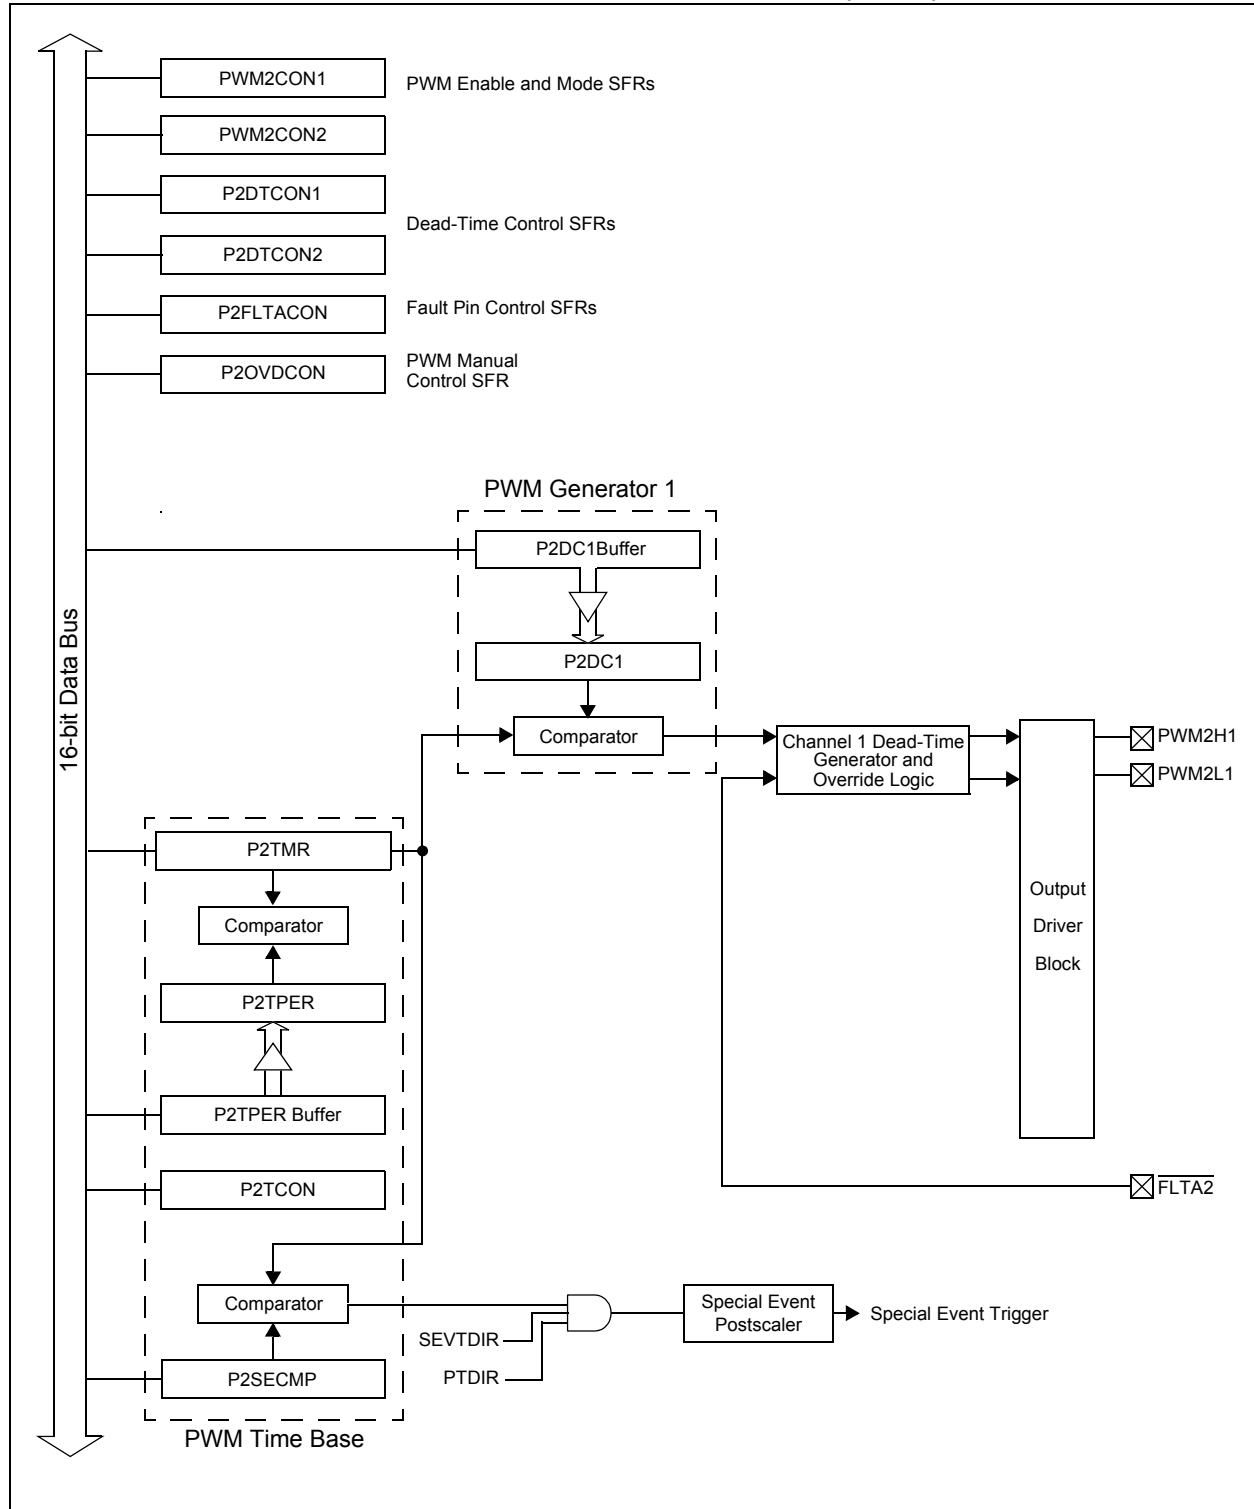 PWM2CON1
PWM Enable and Mode SFRs
PWM2CON2
P2DTCON1
Dead-Time Control SFRs
P2DTCON2
P2FLTACON
Fault Pin Control SFRs
P2OVDCON
PWM Manual
Control SFR
16-bit Data Bus
PWM Generator 1
P2DC1Buffer
P2DC1
Comparator
Channel 1 Dead-Time
Generator and
Override Logic
PWM2H1
PWM2L1
Output
Driver
Block
P2TMR
Comparator
P2TPER
P2TPER Buffer
P2TCON
FLTA2
Comparator
SEVTDIR
PTDIR
Special Event
Postscaler
Special Event Trigger
P2SECMP
PWM Time Base